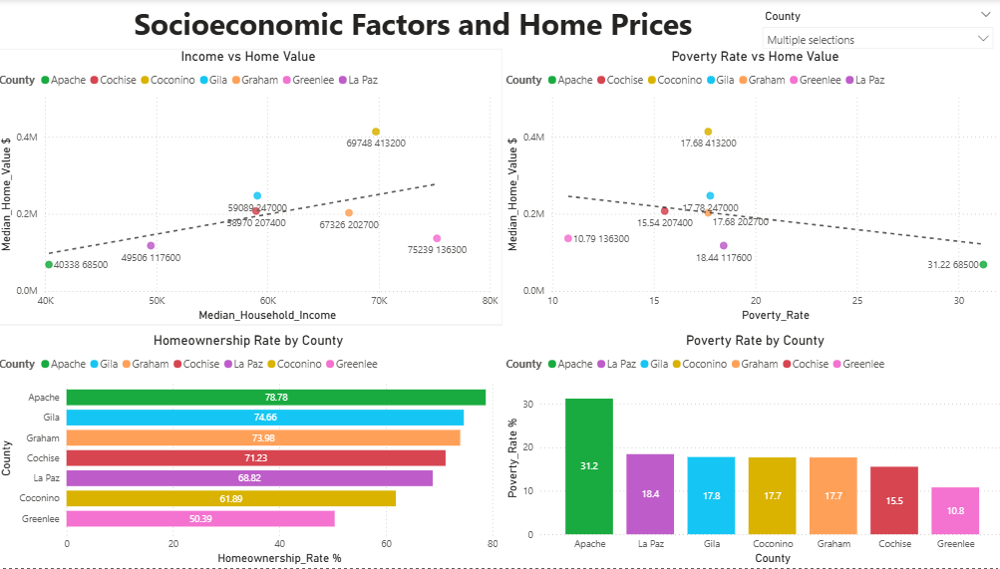 Socioeconomic Factors and Home Prices
County
Multiple selections
Income vs Home Value
County Apache Cochise Coconino Gila Graham Greenlee La Paz
Median_Home_Value $
0.4M
0.2M
0.0M
69748 413200
59089 247000
58970 207400
67326 202700
75239 136300
49506 117600
40338 68500
40K 50K 60K 70K 80K
Median_Household_Income
Poverty Rate vs Home Value
County Apache Cochise Coconino Gila Graham Greenlee La Paz
Median_Home_Value $
0.4M
0.2M
0.0M
17.68 413200
17.78 247000
15.54 207400
17.68 202700
10.79 136300
18.44 117600
31.22 68500
10 15 20 25 30
Poverty_Rate
Homeownership Rate by County
County Apache Gila Graham Cochise La Paz Coconino Greenlee
County
Apache 78.78
Gila 74.66
Graham 73.98
Cochise 71.23
La Paz 68.82
Coconino 61.89
Greenlee 50.39
0 20 40 60 80
Homeownership_Rate %
Poverty Rate by County
County Apache La Paz Gila Coconino Graham Cochise Greenlee
Poverty_Rate %
30
20
10
0
31.2 18.4 17.8 17.7 17.7 15.5 10.8
Apache La Paz Gila Coconino Graham Cochise Greenlee
County